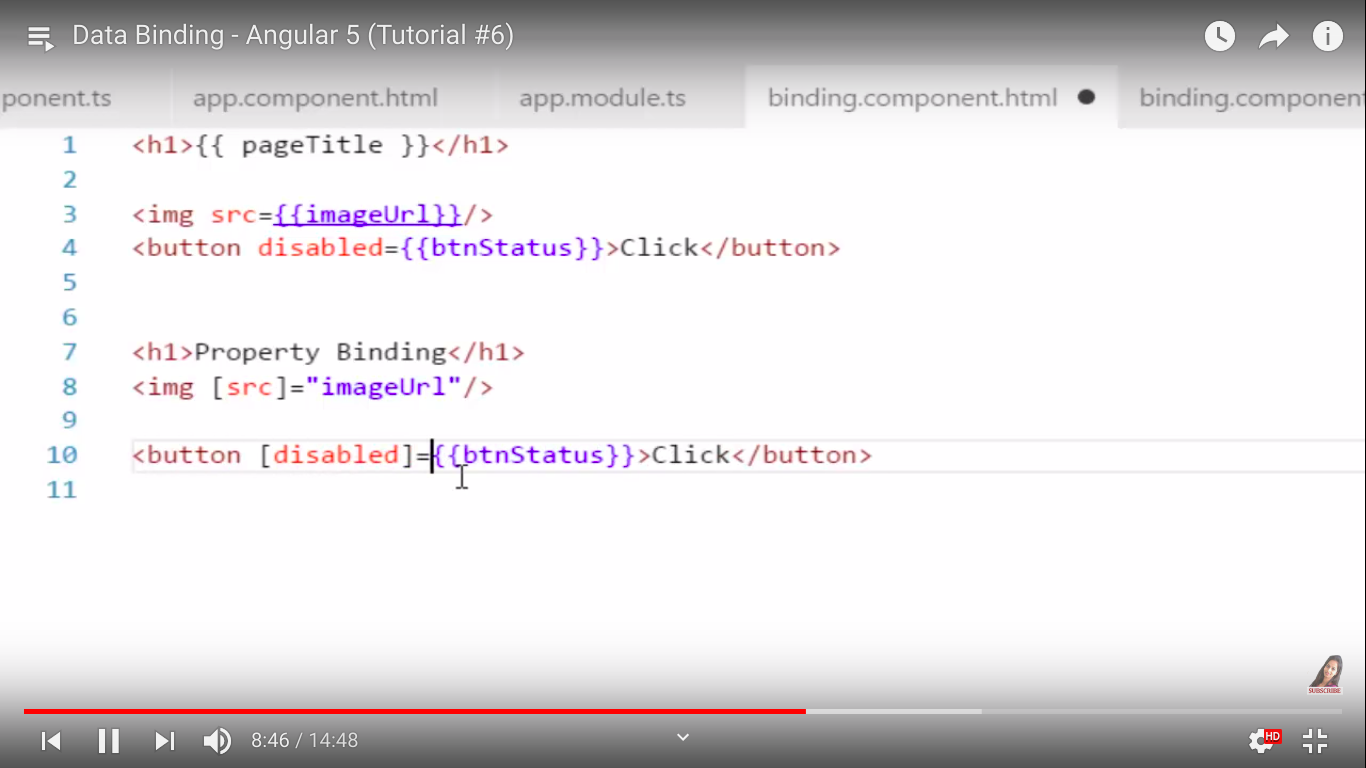 Data Binding - Angular 5 (Tutorial #6)
ponent.ts app.component.html app.module.ts binding.component.html binding.component
1 <h1>{{ pageTitle }}</h1>
2
3 <img src={{imageUrl}}/>
4 <button disabled={{btnStatus}}>Click</button>
5
6
7 <h1>Property Binding</h1>
8 <img [src]="imageUrl"/>
9
10 <button [disabled]={{btnStatus}}>Click</button>
11
SUBSCRIBE
8:46 / 14:48 HD